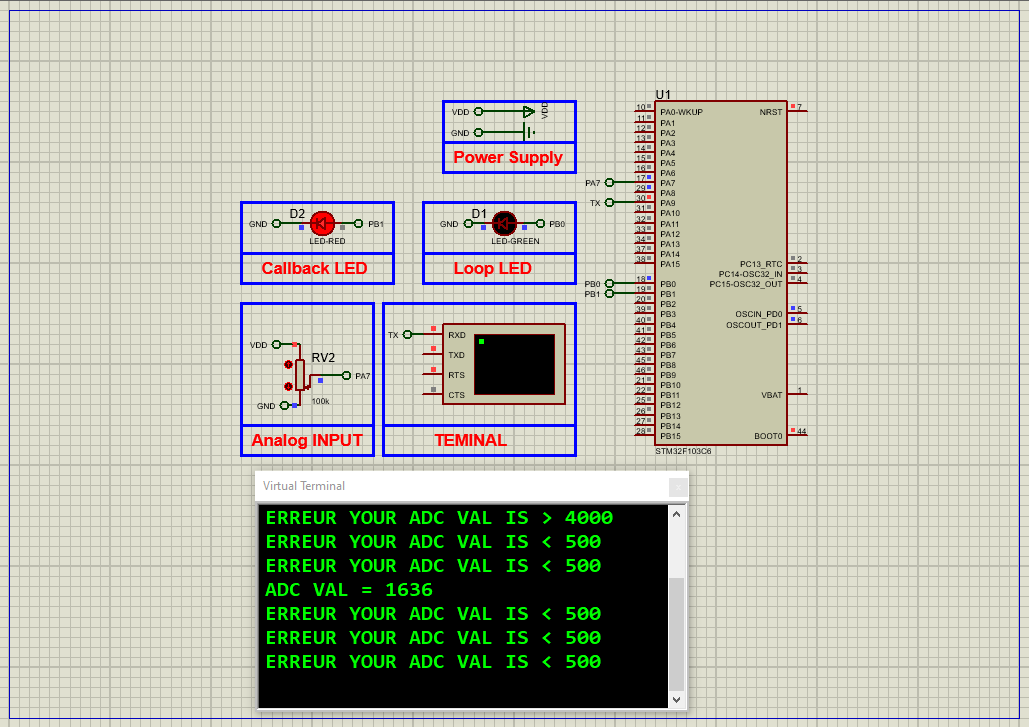 VDD
VDD
GND
Power Supply
D2
GND
PB1
LED-RED
Callback LED
D1
GND
PB0
LED-GREEN
Loop LED
VDD
RV2
PA7
GND
100k
Analog INPUT
TX
RXD
TXD
RTS
CTS
TEMINAL
U1
PA7
TX
PB0
PB1
10 PA0-WKUP
11 PA1
12 PA2
13 PA3
14 PA4
15 PA5
16 PA6
17 PA7
29 PA8
30 PA9
31 PA10
32 PA11
33 PA12
34 PA13
37 PA14
38 PA15
18 PB0
19 PB1
20 PB2
39 PB3
40 PB4
41 PB5
42 PB6
43 PB7
45 PB8
46 PB9
21 PB10
22 PB11
25 PB12
26 PB13
27 PB14
28 PB15
NRST 7
PC13_RTC 2
PC14-OSC32_IN 3
PC15-OSC32_OUT 4
OSCIN_PD0 5
OSCOUT_PD1 6
VBAT 1
BOOT0 44
STM32F103C6
Virtual Terminal
ERREUR YOUR ADC VAL IS > 4000
ERREUR YOUR ADC VAL IS < 500
ERREUR YOUR ADC VAL IS < 500
ADC VAL = 1636
ERREUR YOUR ADC VAL IS < 500
ERREUR YOUR ADC VAL IS < 500
ERREUR YOUR ADC VAL IS < 500